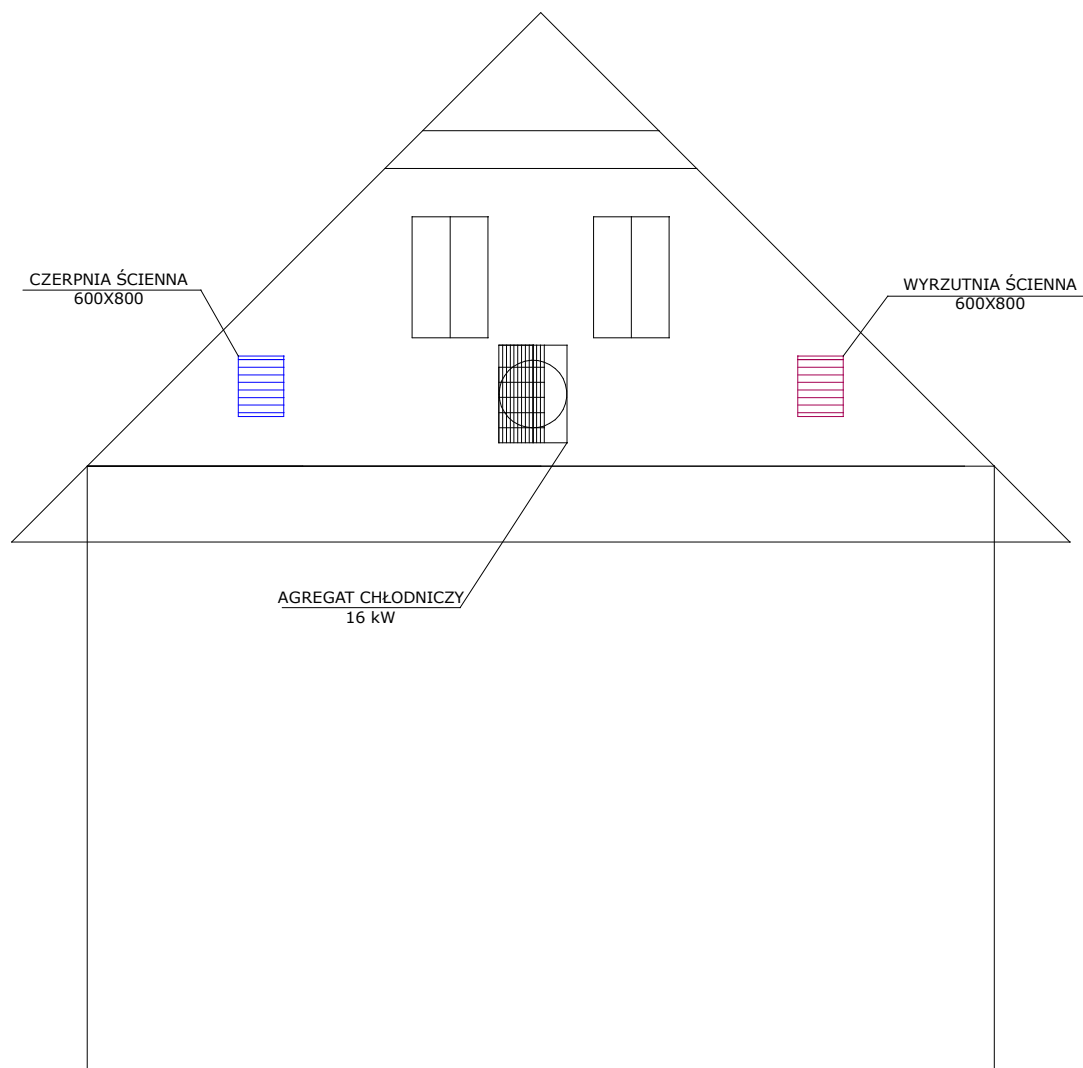 CZERPNIA ŚCIENNA
600X800
WYRZUTNIA ŚCIENNA
600X800
AGREGAT CHŁODNICZY
16 kW